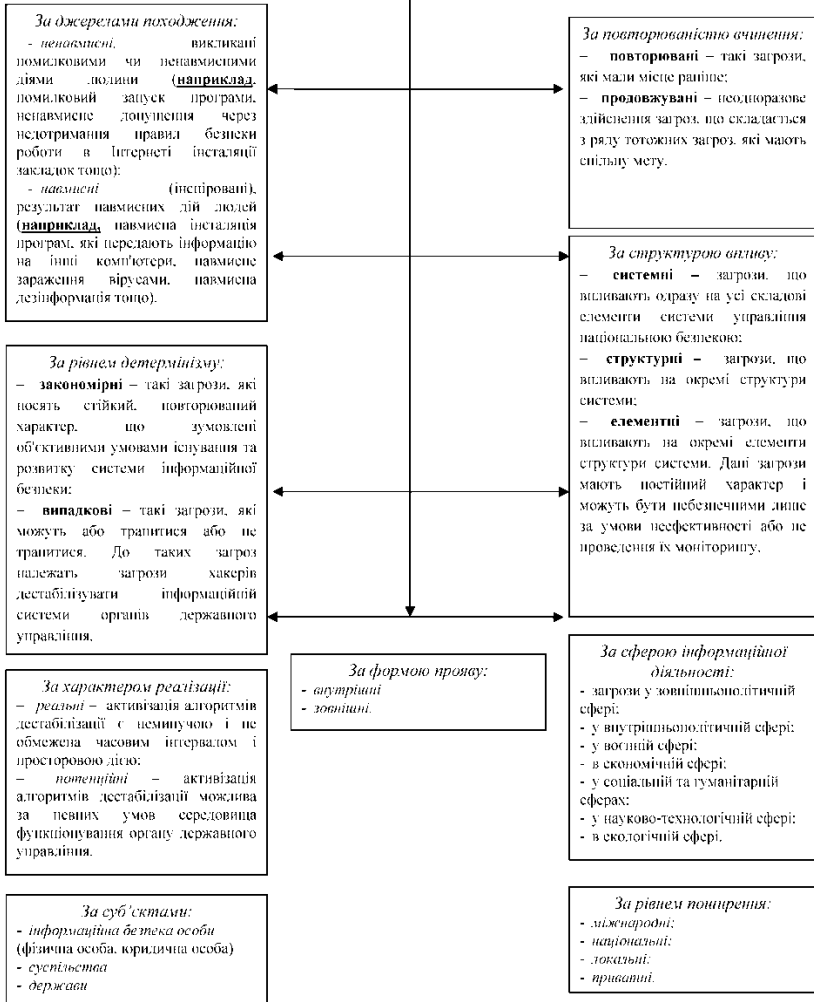 За джерелами походження:
- ненавмисні, викликані
помилковими чи ненавмисними
діями людини (наприклад,
помилковий запуск програми,
ненавмисне допущення через
недотримання правил безпеки
роботи в Інтернеті інсталяції
закладок тощо);
- навмисні (інспіровані),
результат навмисних дій людей
(наприклад, навмисна інсталяція
програм, які передають інформацію
на інші комп'ютери, навмисне
зараження вірусами, навмисна
дезінформація тощо).
За рівнем детермінізму:
– закономірні – такі загрози, які
носять стійкий, повторюваний
характер, що зумовлені
об'єктивними умовами існування та
розвитку системи інформаційної
безпеки;
– випадкові – такі загрози, які
можуть або трапитися або не
трапитися. До таких загроз
належать загрози хакерів
дестабілізувати інформаційній
системи органів державного
управління,
За характером реалізації:
– реальні – активізація алгоритмів
дестабілізації є неминучою і не
обмежена часовим інтервалом і
просторовою дією;
– потенційні – активізація
алгоритмів дестабілізації можлива
за певних умов середовища
функціонування органу державного
управління.
За суб'єктами:
- інформаційна безпека особи
(фізична особа, юридична особа)
- суспільства
- держави
За формою прояву:
- внутрішні
- зовнішні.
За повторюваністю вчинення:
– повторювані – такі загрози,
які мали місце раніше;
– продовжувані – неодноразове
здійснення загроз, що складається
з ряду тотожних загроз, які мають
спільну мету.
За структурою впливу:
– системні – загрози, що
впливають одразу на усі складові
елементи системи управління
національною безпекою;
– структурні – загрози, що
впливають на окремі структури
системи;
– елементні – загрози, що
впливають на окремі елементи
структури системи. Дані загрози
мають постійний характер і
можуть бути небезпечними лише
за умови неефективності або не
проведення їх моніторингу,
За сферою інформаційної
діяльності:
- загрози у зовнішньополітичній
сфері;
- у внутрішньополітичній сфері;
- у воєнній сфері;
- в економічній сфері;
- у соціальній та гуманітарній
сферах;
- у науково-технологічній сфері;
- в екологічній сфері,
За рівнем поширення:
- міжнародні;
- національні;
- локальні;
- приватні.